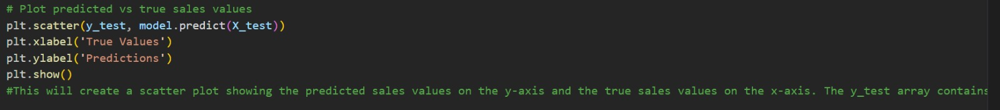 # Plot predicted vs true sales values
plt.scatter(y_test, model.predict(X_test))
plt.xlabel('True Values')
plt.ylabel('Predictions')
plt.show()
#This will create a scatter plot showing the predicted sales values on the y-axis and the true sales values on the x-axis. The y_test array contains